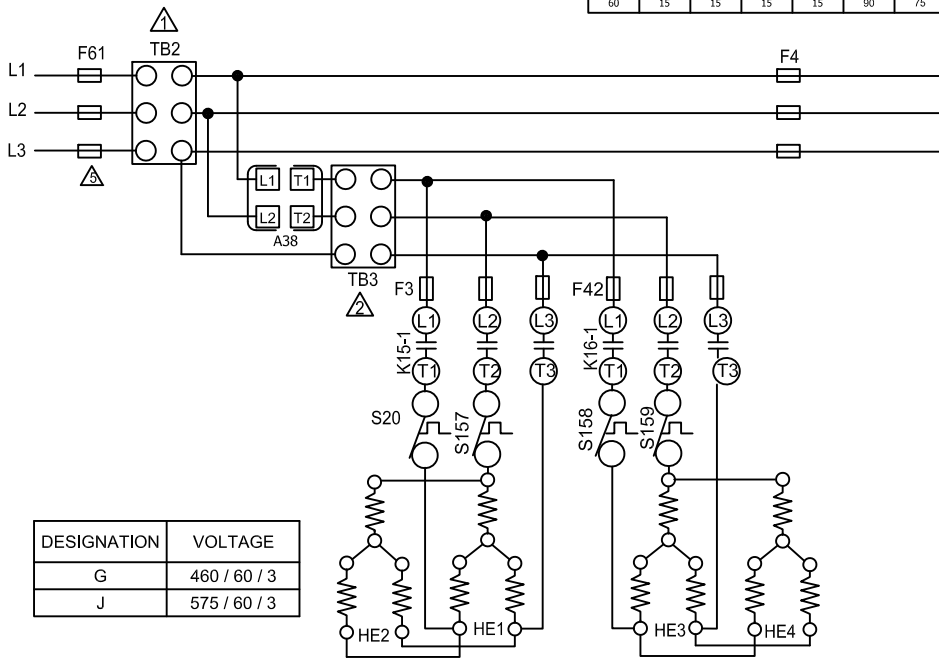 60 15 15 15 15 90 75
1
F61 TB2 F4
L1
L2
L3
5
L1 T1
L2 T2
A38
TB3
2
F3 F42
L1 L2 L3 L1 L2 L3
K15-1 K16-1
T1 T2 T3 T1 T2 T3
S20 S157 S158 S159
DESIGNATION VOLTAGE
G 460 / 60 / 3
J 575 / 60 / 3
HE2 HE1 HE3 HE4